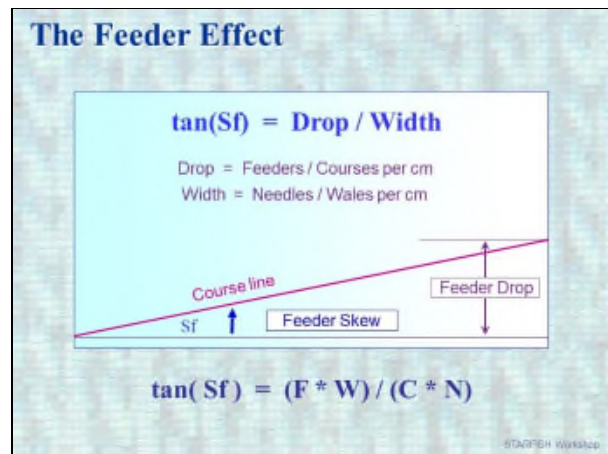 The Feeder Effect
tan(Sf) = Drop / Width
Drop = Feeders / Courses per cm
Width = Needles / Wales per cm
Course line
Feeder Drop
Sf
Feeder Skew
tan( Sf ) = (F * W) / (C * N)
STARFISH Workshop